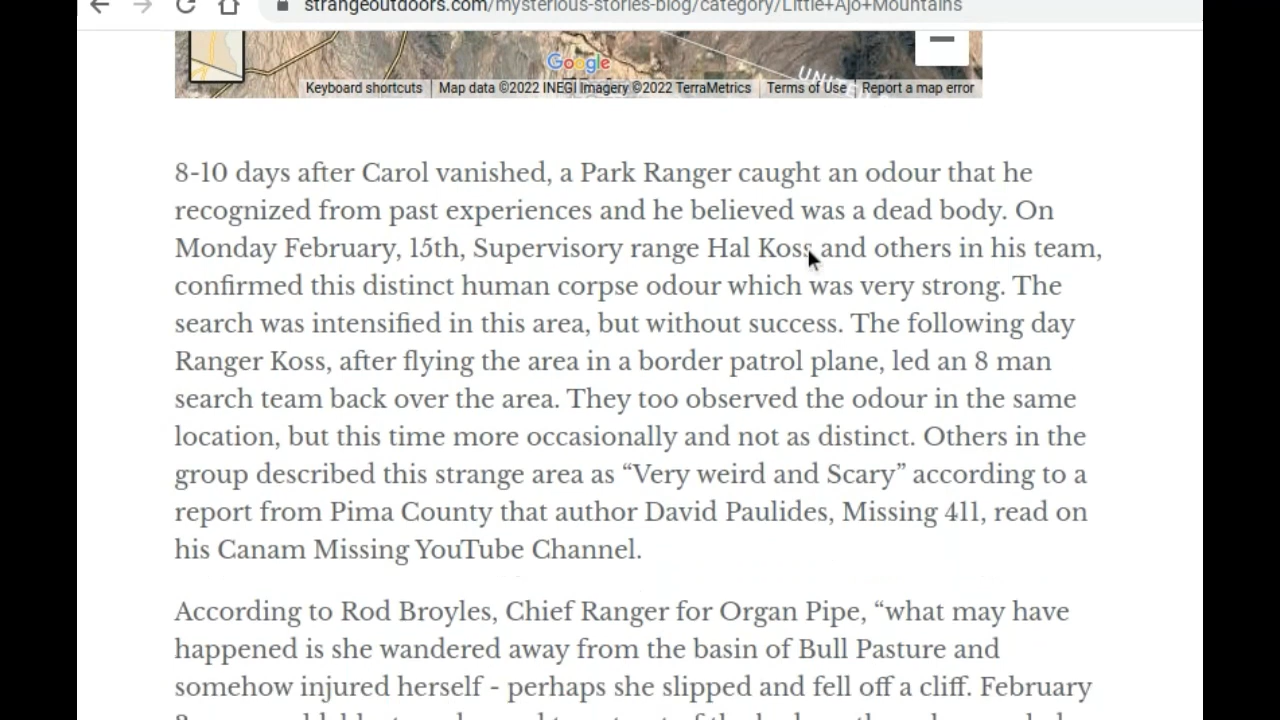 strangeoutdoors.com/mysterious-stories-blog/category/Little+Ajo+Mountains
Google
UNITED
Keyboard shortcuts Map data ©2022 INEGI Imagery ©2022 TerraMetrics Terms of Use Report a map error
8-10 days after Carol vanished, a Park Ranger caught an odour that he
recognized from past experiences and he believed was a dead body. On
Monday February, 15th, Supervisory range Hal Koss and others in his team,
confirmed this distinct human corpse odour which was very strong. The
search was intensified in this area, but without success. The following day
Ranger Koss, after flying the area in a border patrol plane, led an 8 man
search team back over the area. They too observed the odour in the same
location, but this time more occasionally and not as distinct. Others in the
group described this strange area as “Very weird and Scary” according to a
report from Pima County that author David Paulides, Missing 411, read on
his Canam Missing YouTube Channel.
According to Rod Broyles, Chief Ranger for Organ Pipe, “what may have
happened is she wandered away from the basin of Bull Pasture and
somehow injured herself - perhaps she slipped and fell off a cliff. February